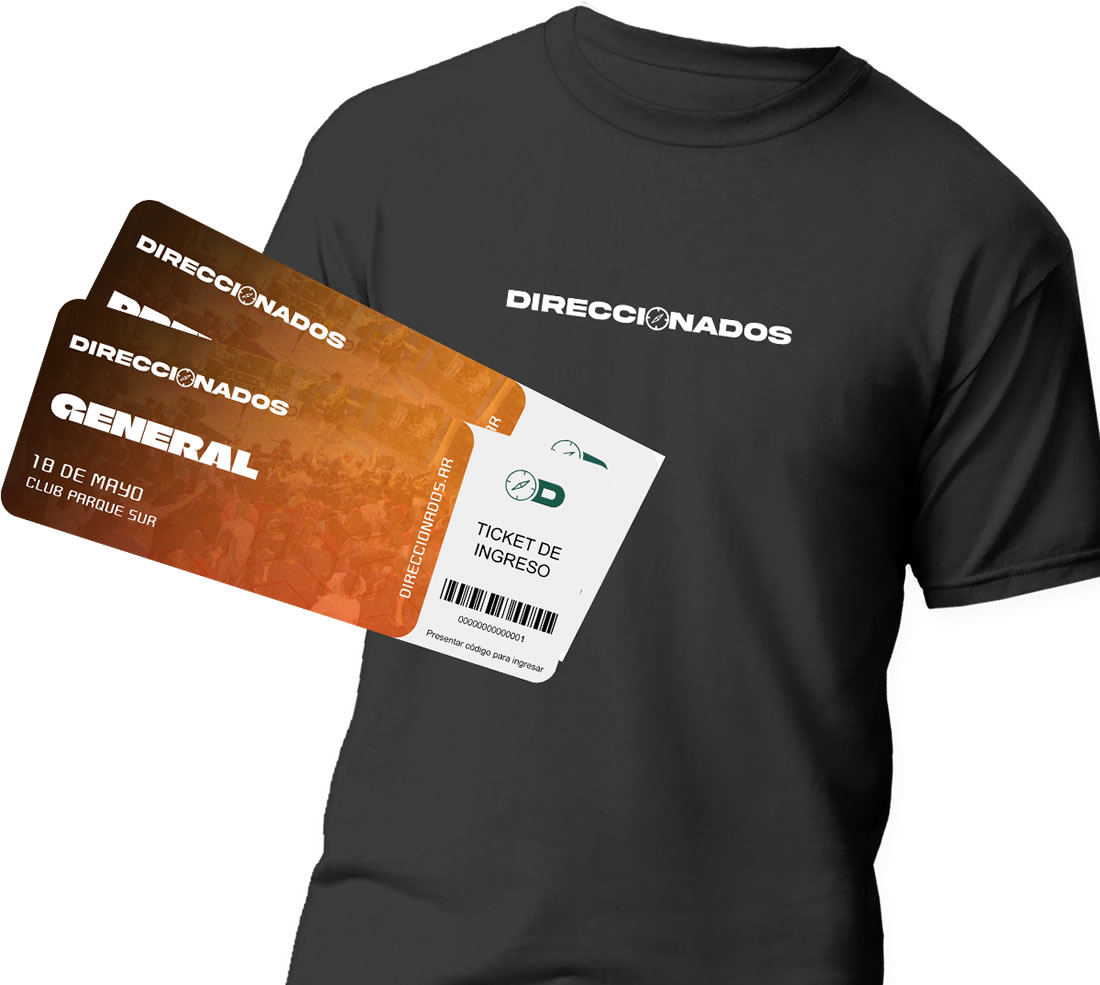 DIRECCIONADOS
DIRECCIONADOS
GENERAL
18 DE MAYO
CLUB PARQUE SUR
DIRECCIONADOS.AR
AR
D
TICKET DE
INGRESO
0000000000001
Presentar código para ingresar
DIRECCIONADOS